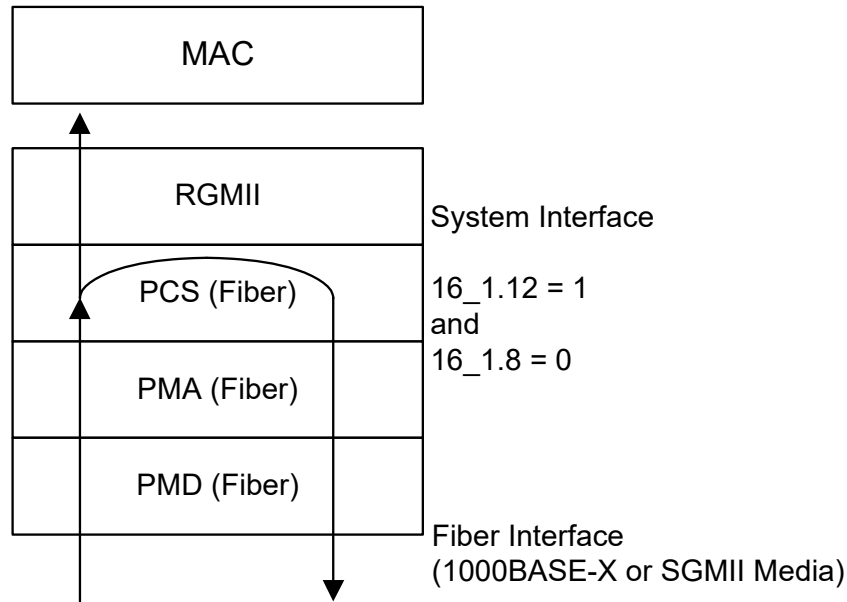 MAC
RGMII
System Interface
PCS (Fiber)
16_1.12 = 1
and
16_1.8 = 0
PMA (Fiber)
PMD (Fiber)
Fiber Interface
(1000BASE-X or SGMII Media)